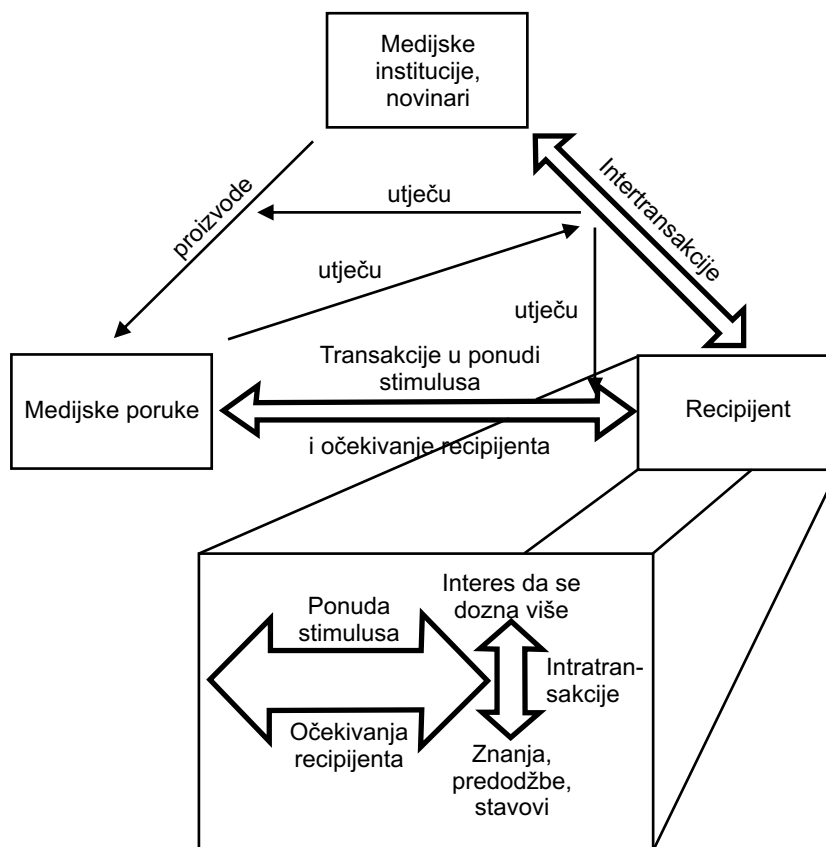 Medijske
institucije,
novinari
Intertransakcije
proizvode
utječu
utječu
utječu
Transakcije u ponudi
stimulusa
Medijske poruke
Recipijent
i očekivanje recipijenta
Interes da se
dozna više
Ponuda
stimulusa
Intratran-
sakcije
Očekivanja
recipijenta
Znanja,
predodžbe,
stavovi